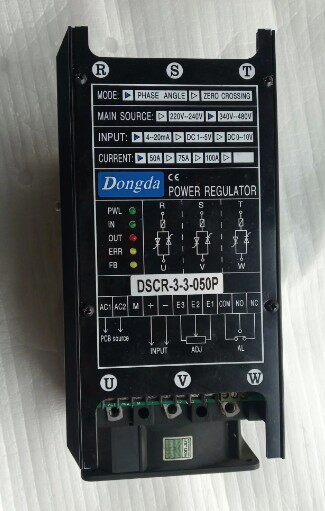 R S T
MODE: PHASE ANGLE ZERO CROSSING
MAIN SOURCE: 220V--240V 340V--480V
INPUT: 4--20mA DC 1--5V DC 0--10V
CURRENT: 50A 75A 100A
Dongda CE POWER REGULATOR
PWL
IN
OUT
ERR
FB
R S T
U V W
DSCR-3-3-050P
AC1 AC2 M + - E3 E2 E1 CON NO NC
PCB source INPUT ADJ AL
U V W